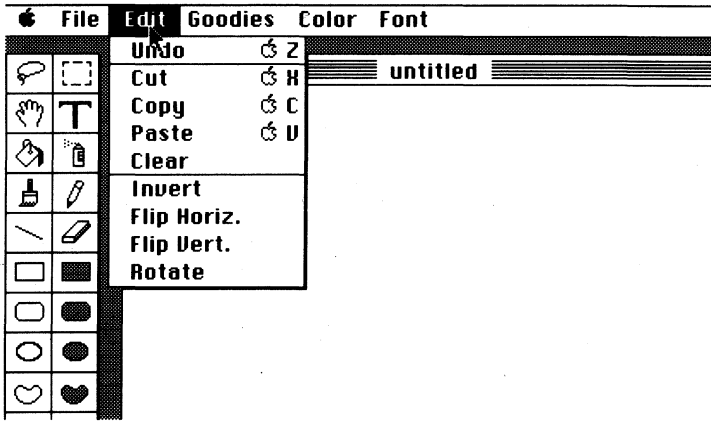 File Edit Goodies Color Font
untitled
Undo Z
Cut X
Copy C
Paste V
Clear
Invert
Flip Horiz.
Flip Vert.
Rotate
T